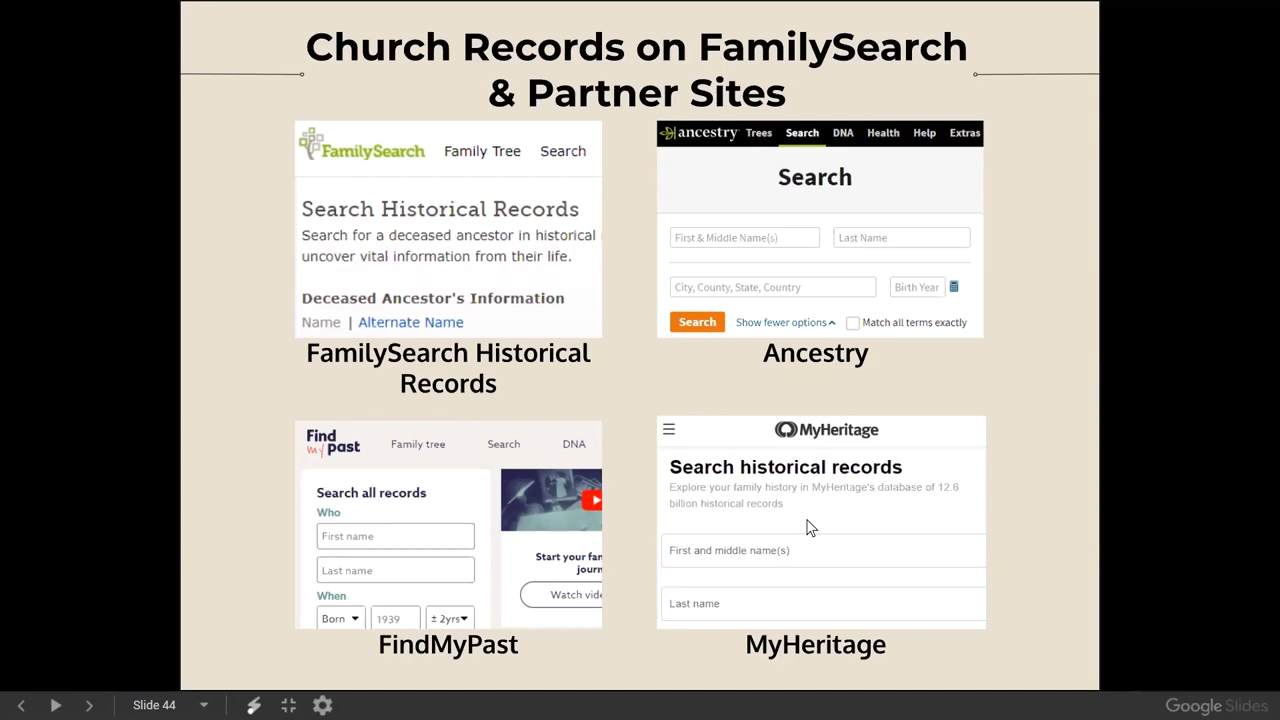 Church Records on FamilySearch
& Partner Sites
FamilySearch Family Tree Search
Search Historical Records
Search for a deceased ancestor in historical
uncover vital information from their life.
Deceased Ancestor's Information
Name | Alternate Name
FamilySearch Historical
Records
ancestry Trees Search DNA Health Help Extras
Search
First & Middle Name(s) Last Name
City, County, State, Country Birth Year
Search Show fewer options Match all terms exactly
Ancestry
Find my past Family tree Search DNA
Search all records
Who
First name
Last name
When
Born 1939 ± 2yrs
Start your fam
journ
Watch vide
FindMyPast
MyHeritage
Search historical records
Explore your family history in MyHeritage's database of 12.6
billion historical records
First and middle name(s)
Last name
MyHeritage
Slide 44
Google Slides